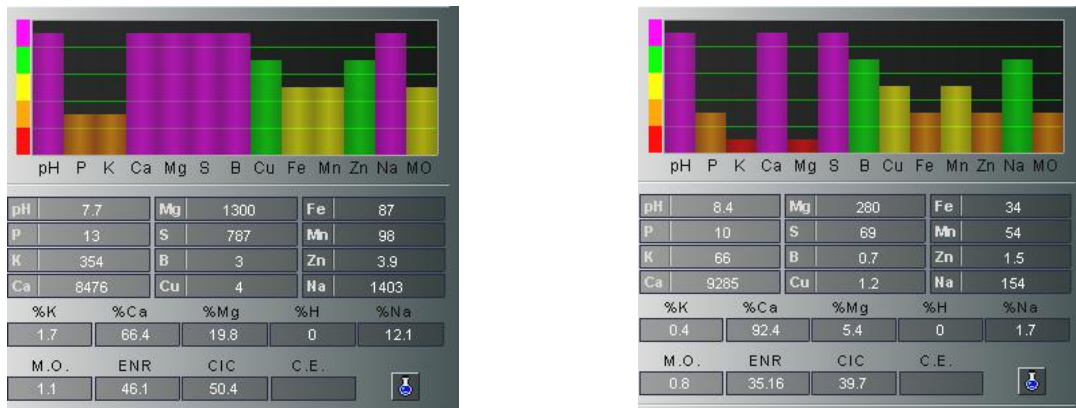 pH P K Ca Mg S B Cu Fe Mn Zn Na MO
pH 7.7 Mg 1300 Fe 87
P 13 S 787 Mn 98
K 354 B 3 Zn 3.9
Ca 8476 Cu 4 Na 1403
%K %Ca %Mg %H %Na
1.7 66.4 19.8 0 12.1
M.O. ENR CIC C.E.
1.1 46.1 50.4
pH P K Ca Mg S B Cu Fe Mn Zn Na MO
pH 8.4 Mg 280 Fe 34
P 10 S 69 Mn 54
K 66 B 0.7 Zn 1.5
Ca 9285 Cu 1.2 Na 154
%K %Ca %Mg %H %Na
0.4 92.4 5.4 0 1.7
M.O. ENR CIC C.E.
0.8 35.16 39.7